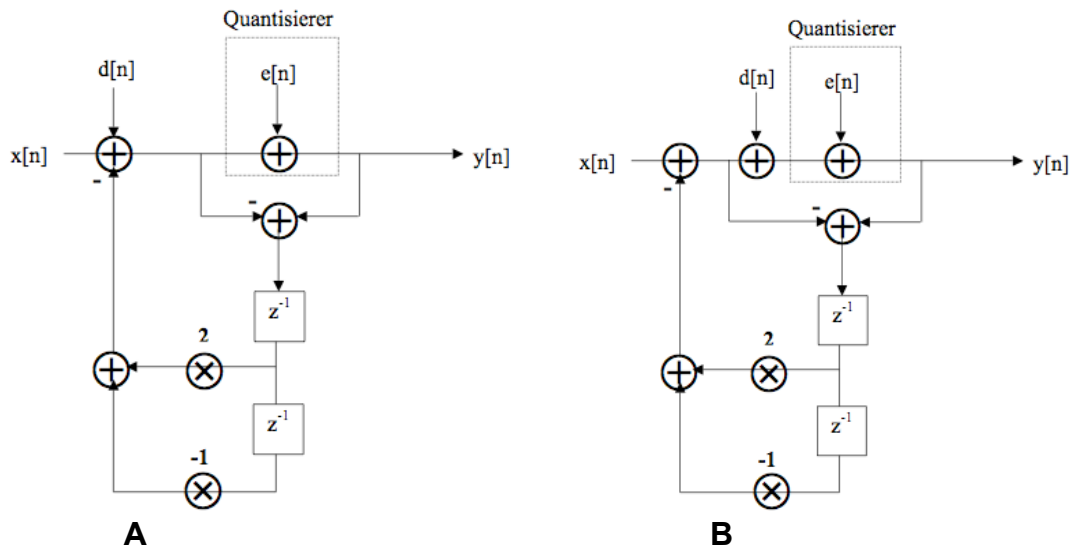 Quantisierer
d[n]
e[n]
x[n]
y[n]
-
-
z⁻¹
2
z⁻¹
-1
A
Quantisierer
d[n]
e[n]
x[n]
y[n]
-
-
z⁻¹
2
z⁻¹
-1
B